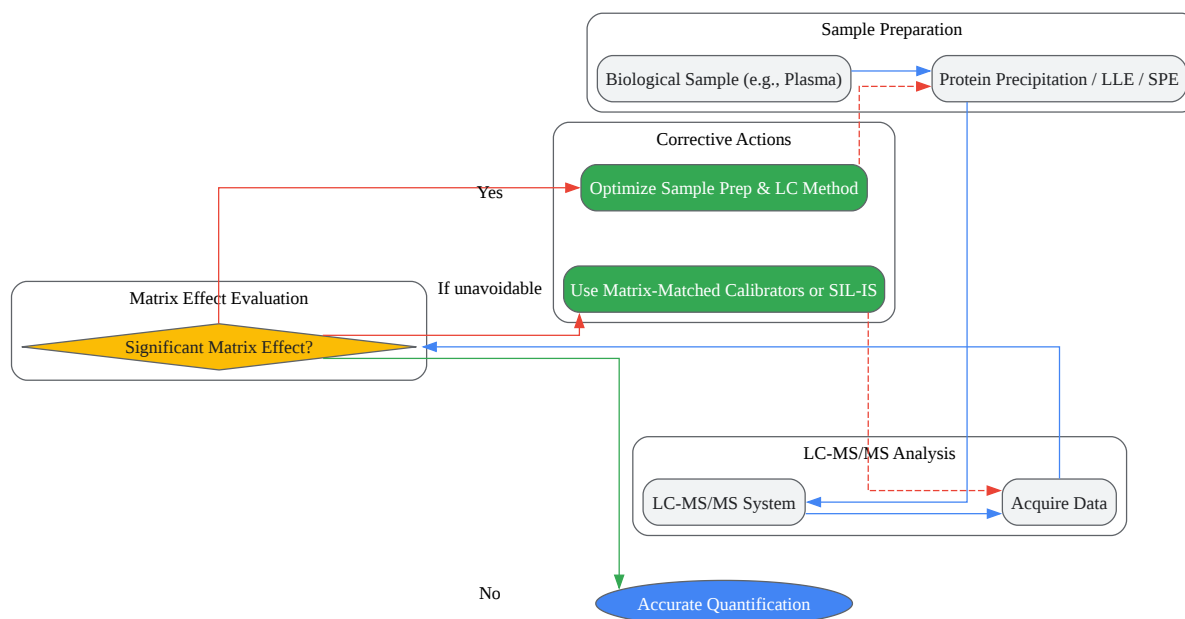 Sample Preparation
Biological Sample (e.g., Plasma)
Protein Precipitation / LLE / SPE
Corrective Actions
Optimize Sample Prep & LC Method
Yes
If unavoidable
Use Matrix-Matched Calibrators or SIL-IS
Matrix Effect Evaluation
Significant Matrix Effect?
LC-MS/MS Analysis
LC-MS/MS System
Acquire Data
No
Accurate Quantification